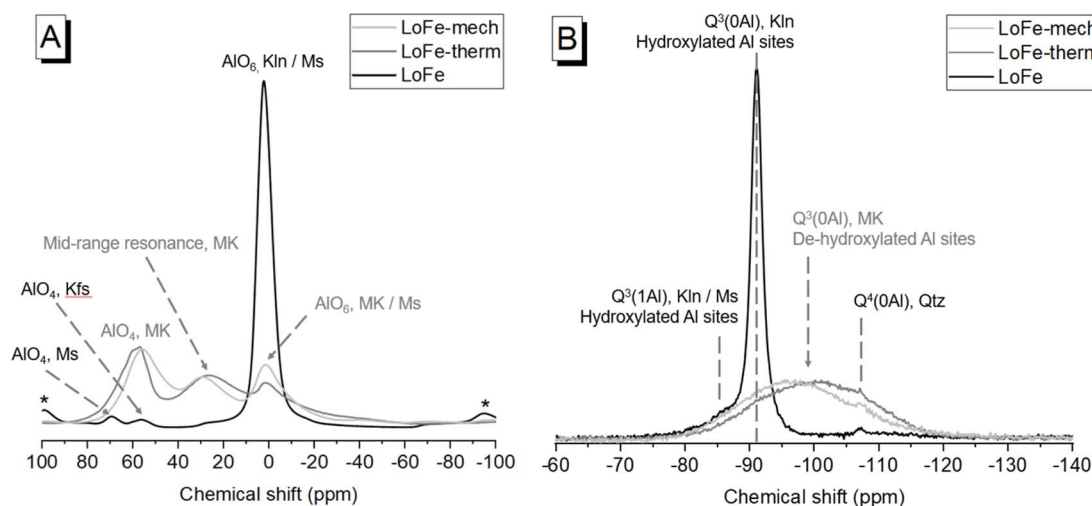 A
LoFe-mech
LoFe-therm
LoFe
AlO₆, Kln / Ms
Mid-range resonance, MK
AlO₄, Kfs
AlO₄, MK
AlO₄, Ms
AlO₆, MK / Ms
*
*
100 80 60 40 20 0 -20 -40 -60 -80 -100
Chemical shift (ppm)
B
Q³(0Al), Kln
Hydroxylated Al sites
LoFe-mech
LoFe-therm
LoFe
Q³(0Al), MK
De-hydroxylated Al sites
Q³(1Al), Kln / Ms
Hydroxylated Al sites
Q⁴(0Al), Qtz
-60 -70 -80 -90 -100 -110 -120 -130 -140
Chemical shift (ppm)